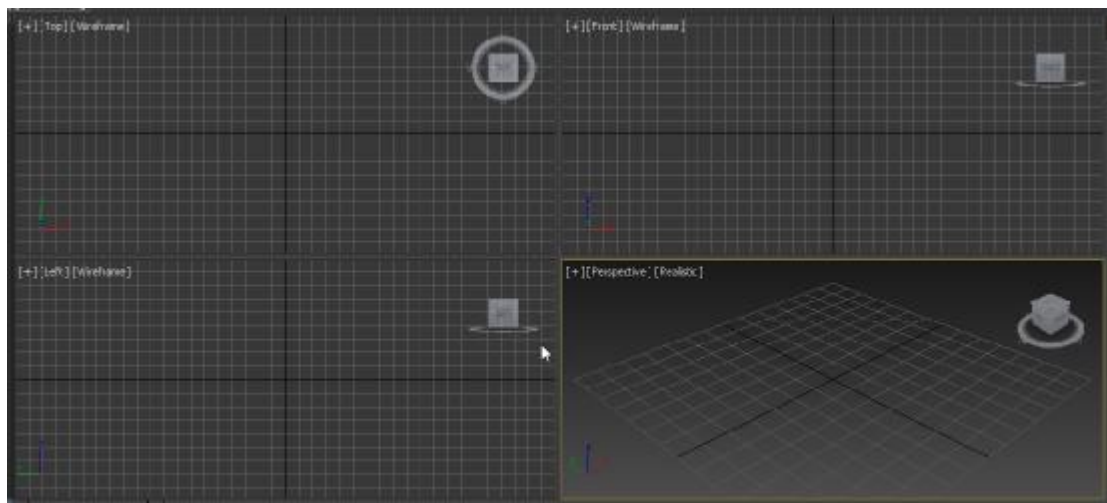 [+][Top][Wireframe]
[+][Front][Wireframe]
[+][Left][Wireframe]
[+][Perspective][Realistic]